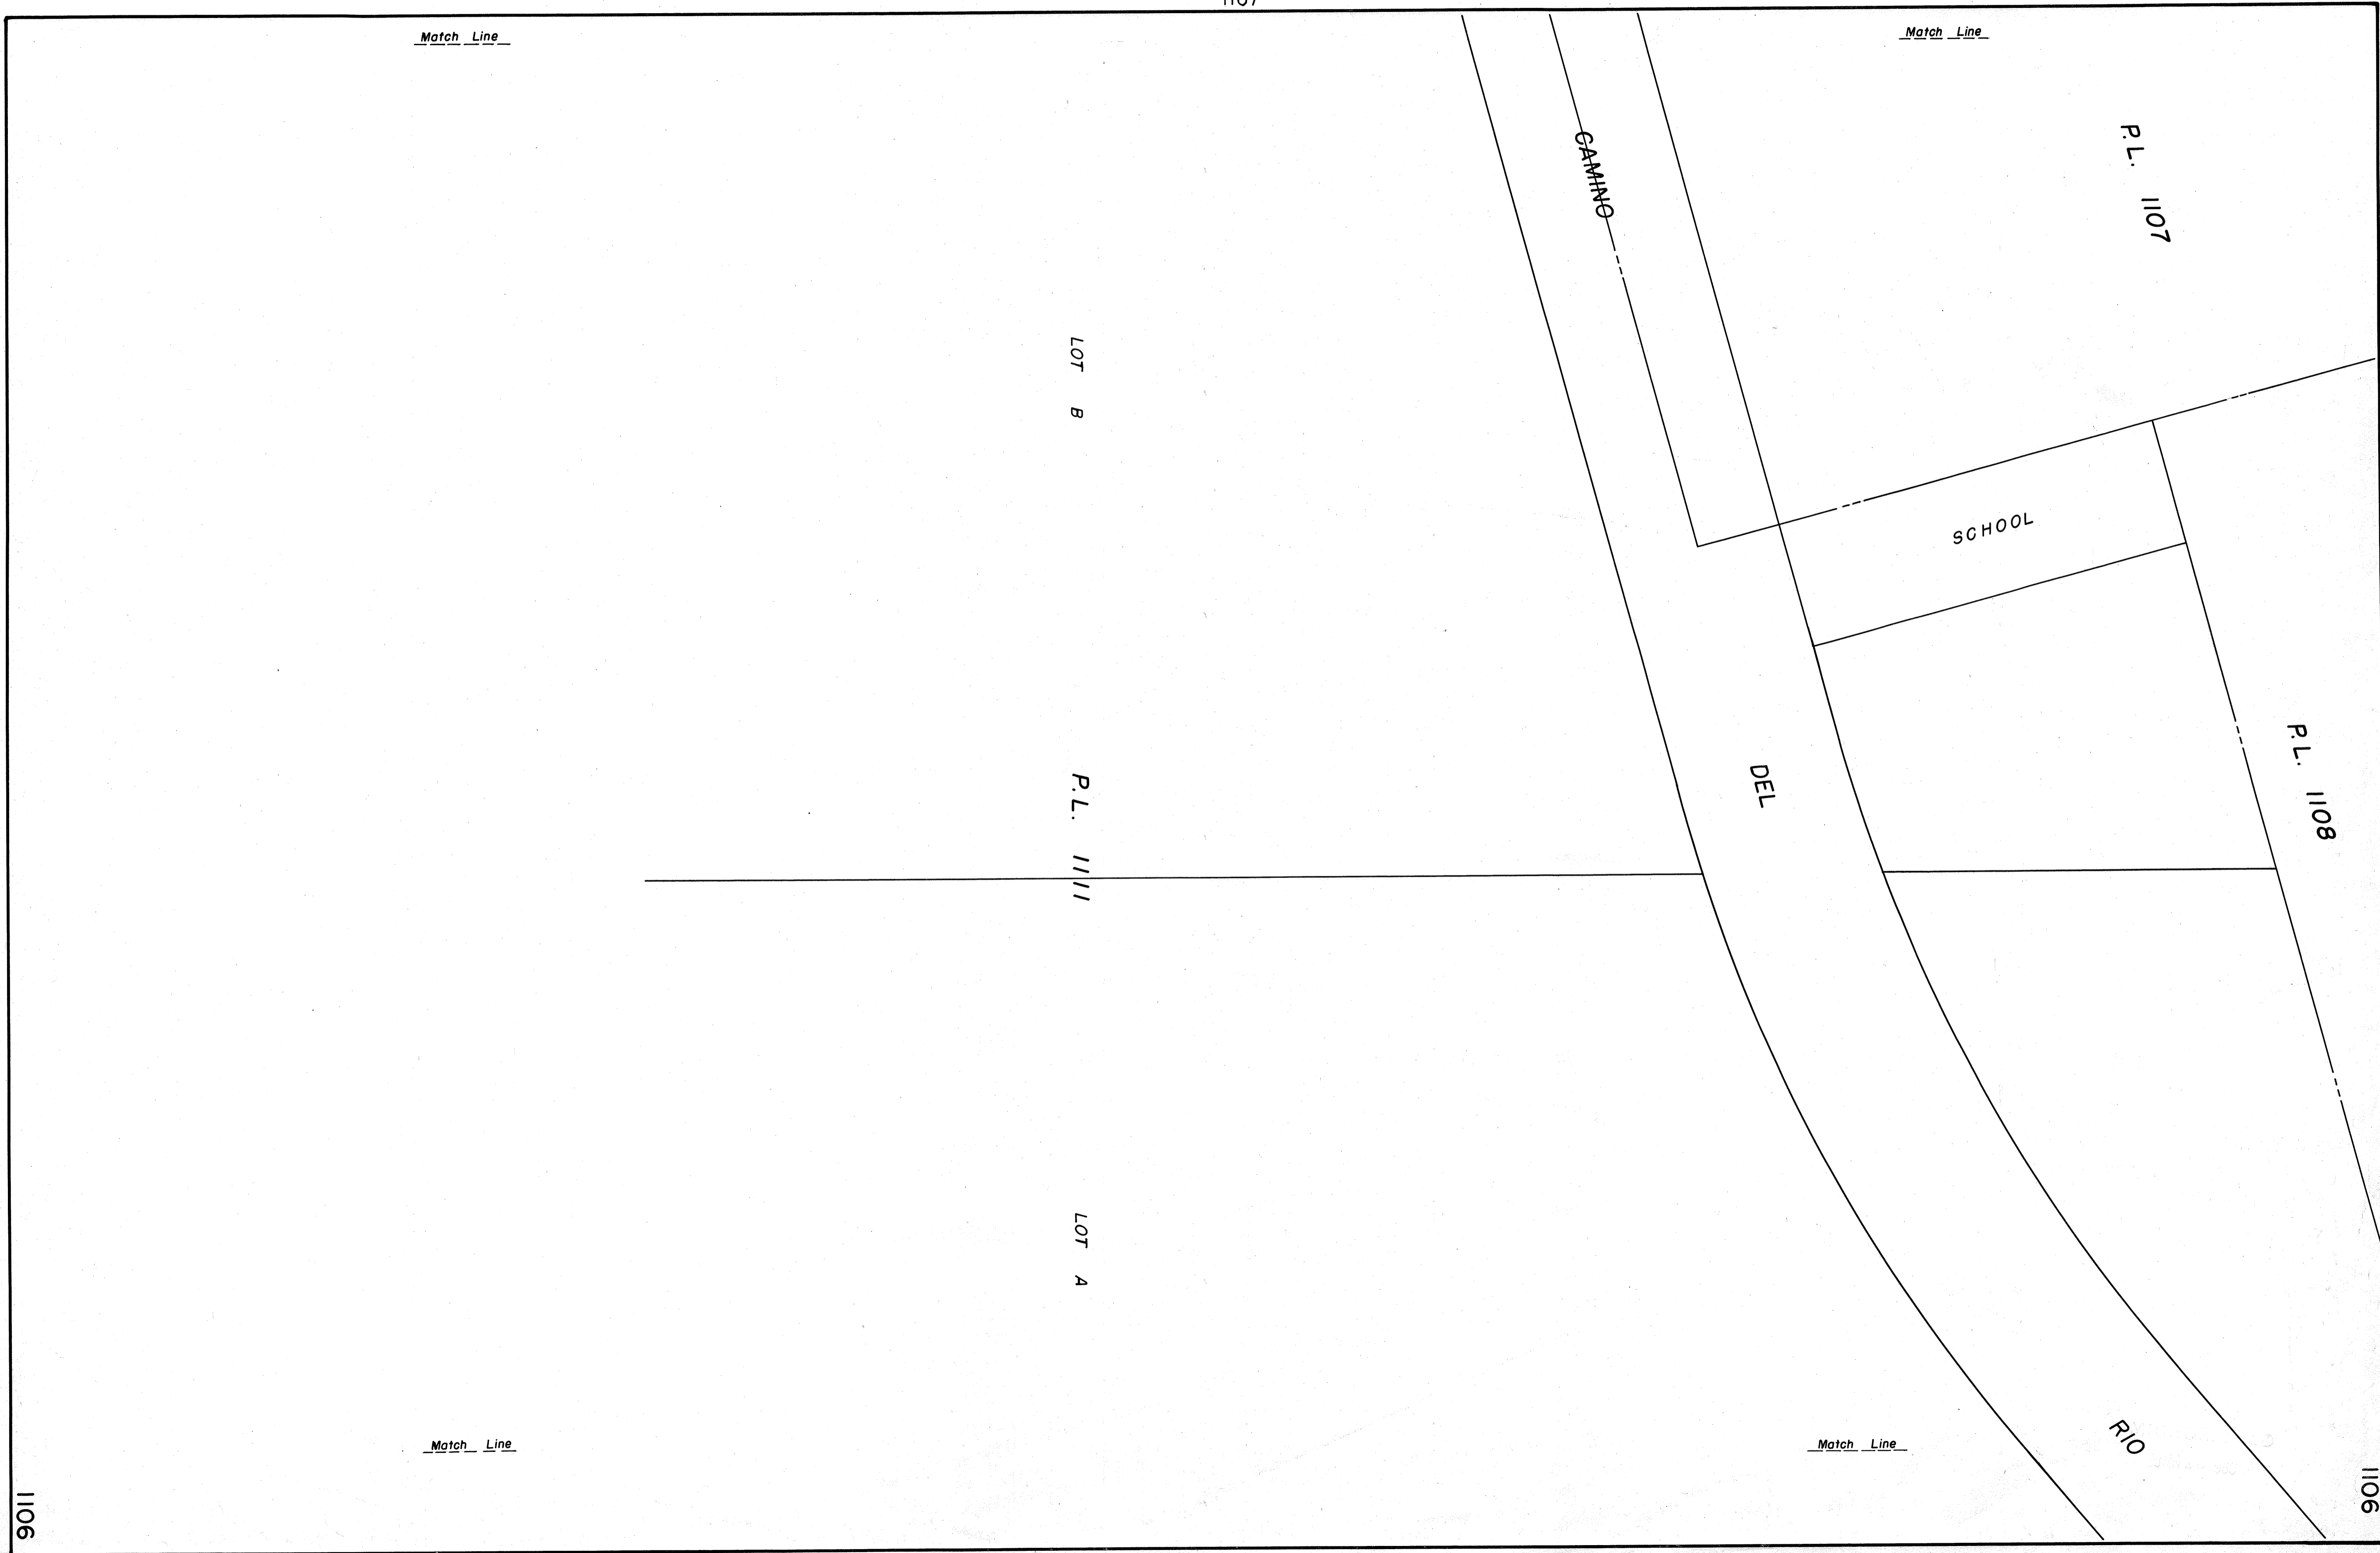 Match Line
Match Line
CAMINO
P.L. 1107
LOT B
SCHOOL
DEL
P.L. 1108
P.L. 1111
LOT A
Match Line
Match Line
RIO
1106
1106